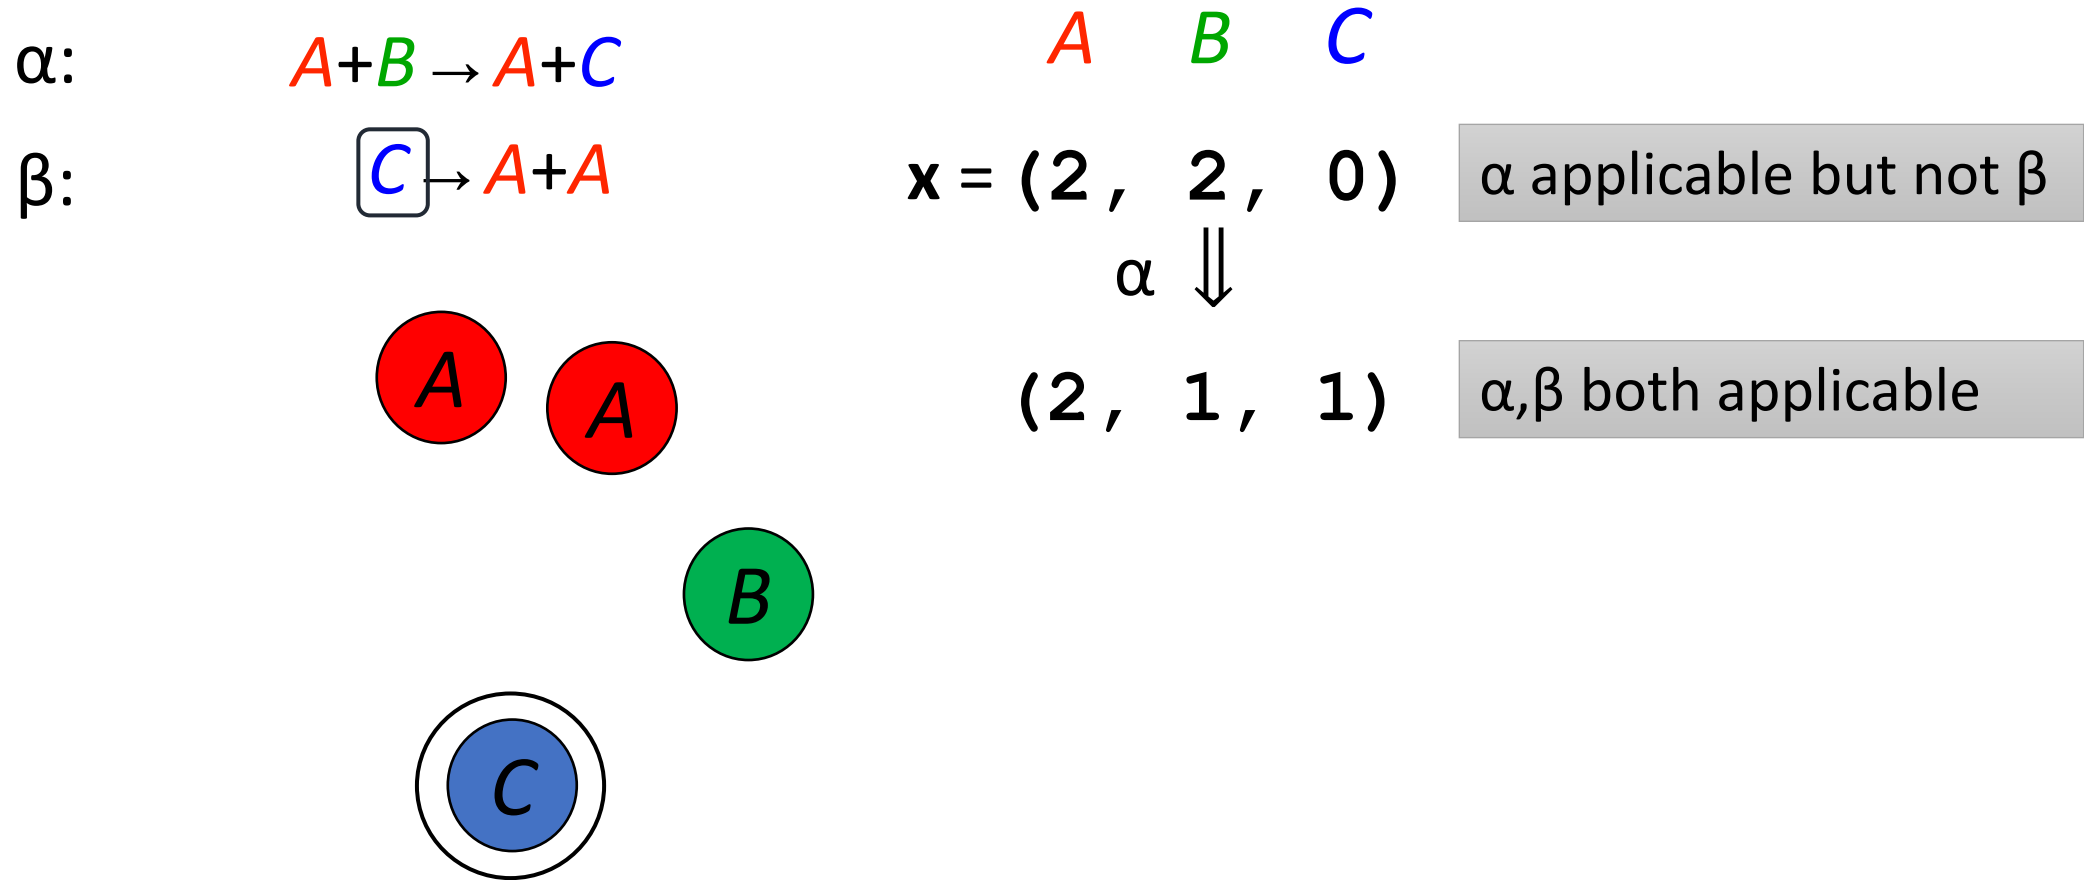 α: A+B→A+C
β: C→A+A
A B C
x = (2, 2, 0)
α applicable but not β
α ⇓
(2, 1, 1)
α,β both applicable
A
A
B
C